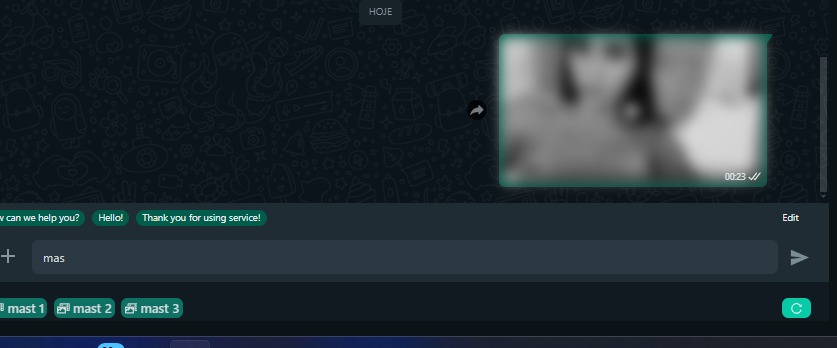 HOJE
00:23
w can we help you? Hello! Thank you for using service! Edit
mas
mast 1 mast 2 mast 3